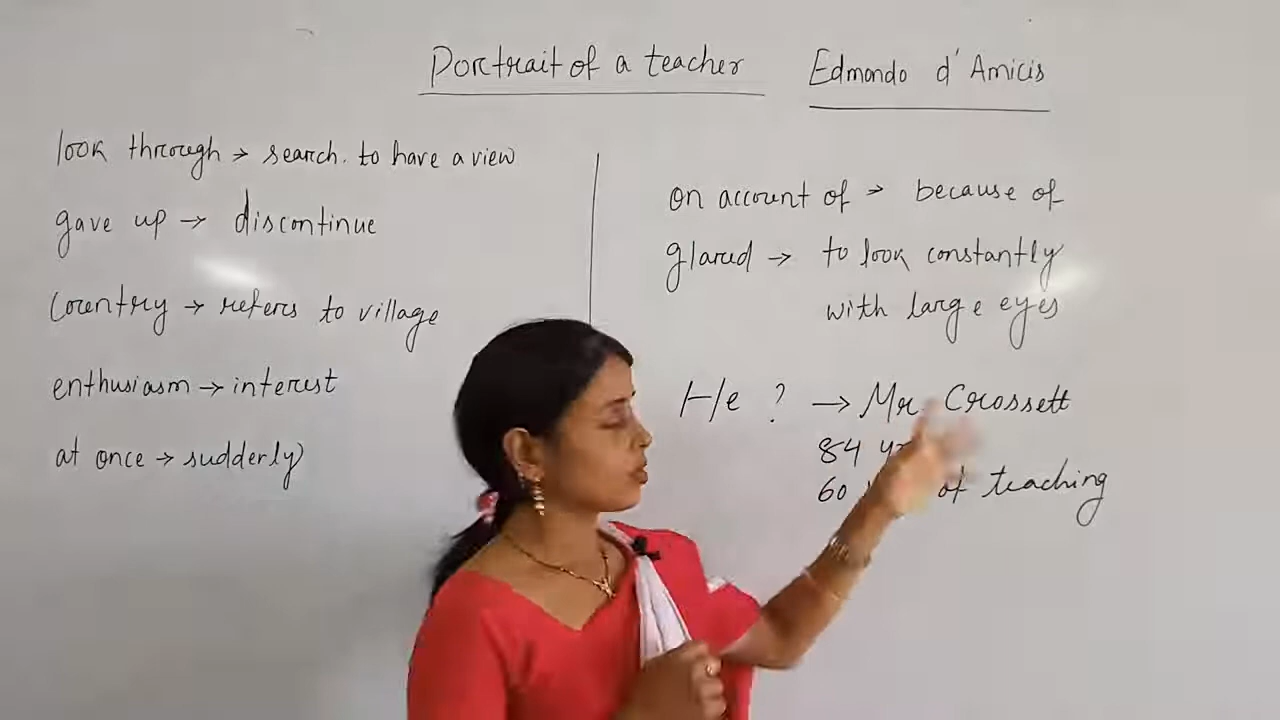 Portrait of a teacher Edmondo d'Amicis
look through → search. to have a view
gave up → discontinue
country → refers to village
enthusiasm → interest
at once → sudderly
on account of → because of
glared → to look constantly
with large eyes
He ? → Mr. Crossett
84
60 of teaching